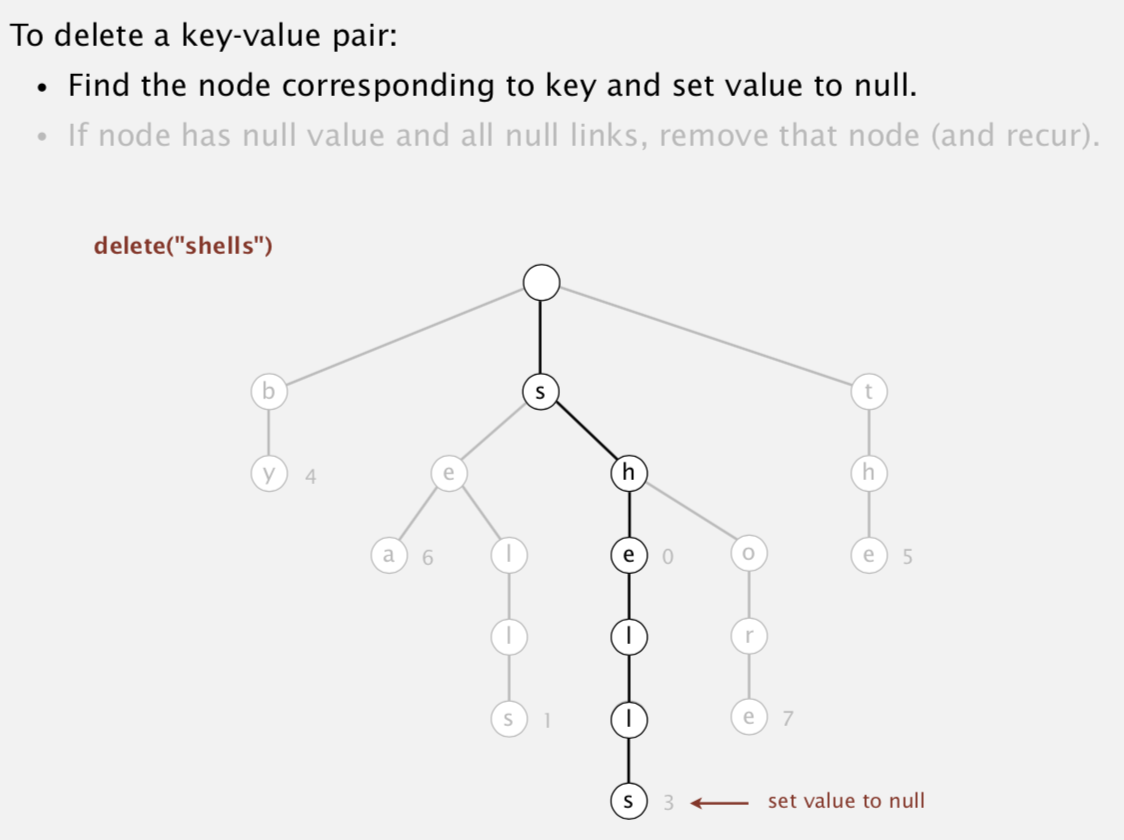 To delete a key-value pair:
• Find the node corresponding to key and set value to null.
• If node has null value and all null links, remove that node (and recur).
delete("shells")
b s t
y 4 e h h
a 6 l e 0 o e 5
l l r
s 1 l e 7
s 3 set value to null